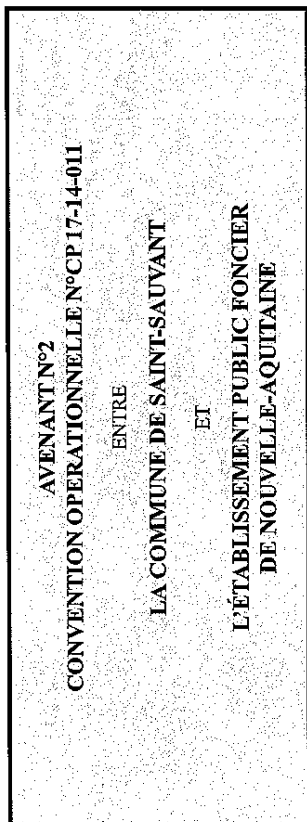 AVENANT N°2
CONVENTION OPERATIONNELLE N°CP 17-14-011
ENTRE
LA COMMUNE DE SAINT-SAUVANT
ET
L'ÉTABLISSEMENT PUBLIC FONCIER
DE NOUVELLE-AQUITAINE